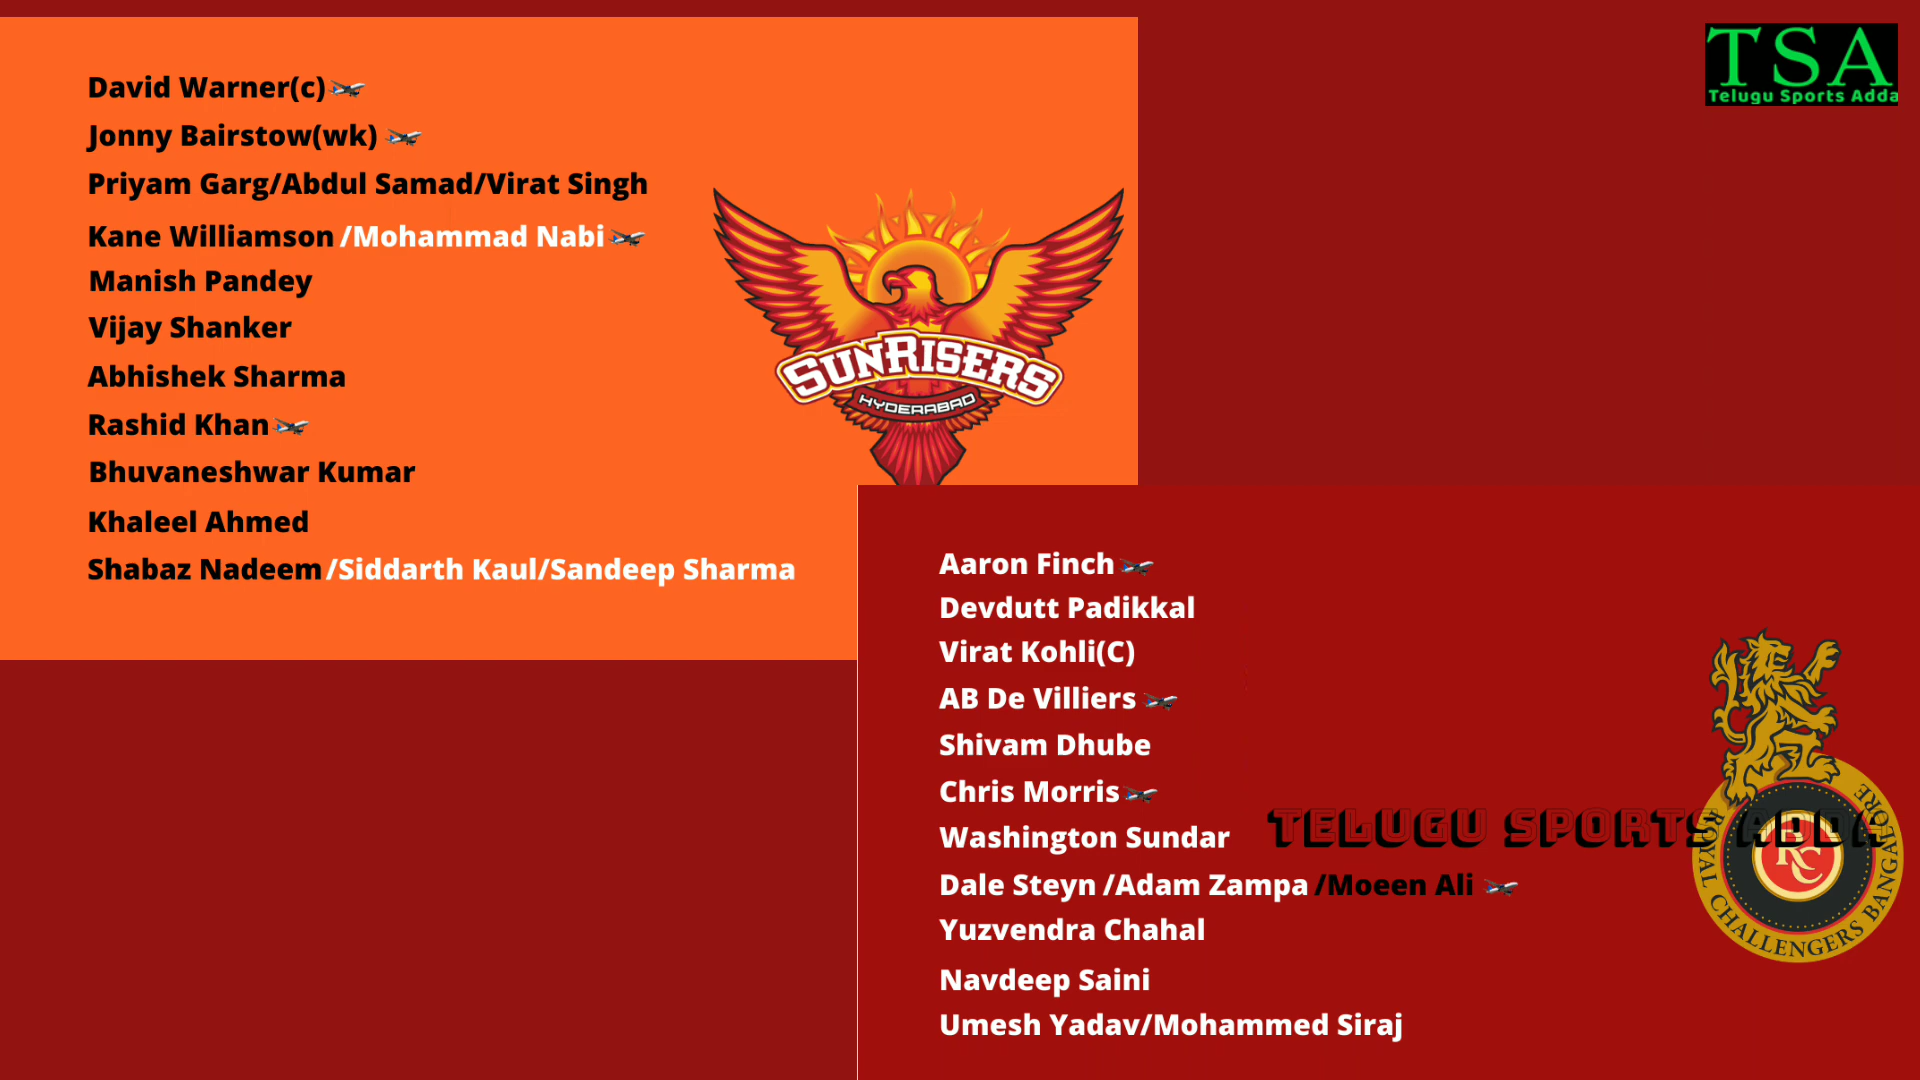 TSA
Telugu Sports Adda
David Warner(c)
Jonny Bairstow(wk)
Priyam Garg/Abdul Samad/Virat Singh
Kane Williamson /Mohammad Nabi
Manish Pandey
Vijay Shanker
Abhishek Sharma
Rashid Khan
Bhuvaneshwar Kumar
Khaleel Ahmed
Shabaz Nadeem /Siddarth Kaul/Sandeep Sharma
SUNRISERS
HYDERABAD
Aaron Finch
Devdutt Padikkal
Virat Kohli(C)
AB De Villiers
Shivam Dhube
Chris Morris
Washington Sundar
Dale Steyn /Adam Zampa /Moeen Ali
Yuzvendra Chahal
Navdeep Saini
Umesh Yadav/Mohammed Siraj
TELUGU SPORTS ADDA
RC
ROYAL CHALLENGERS BANGALORE